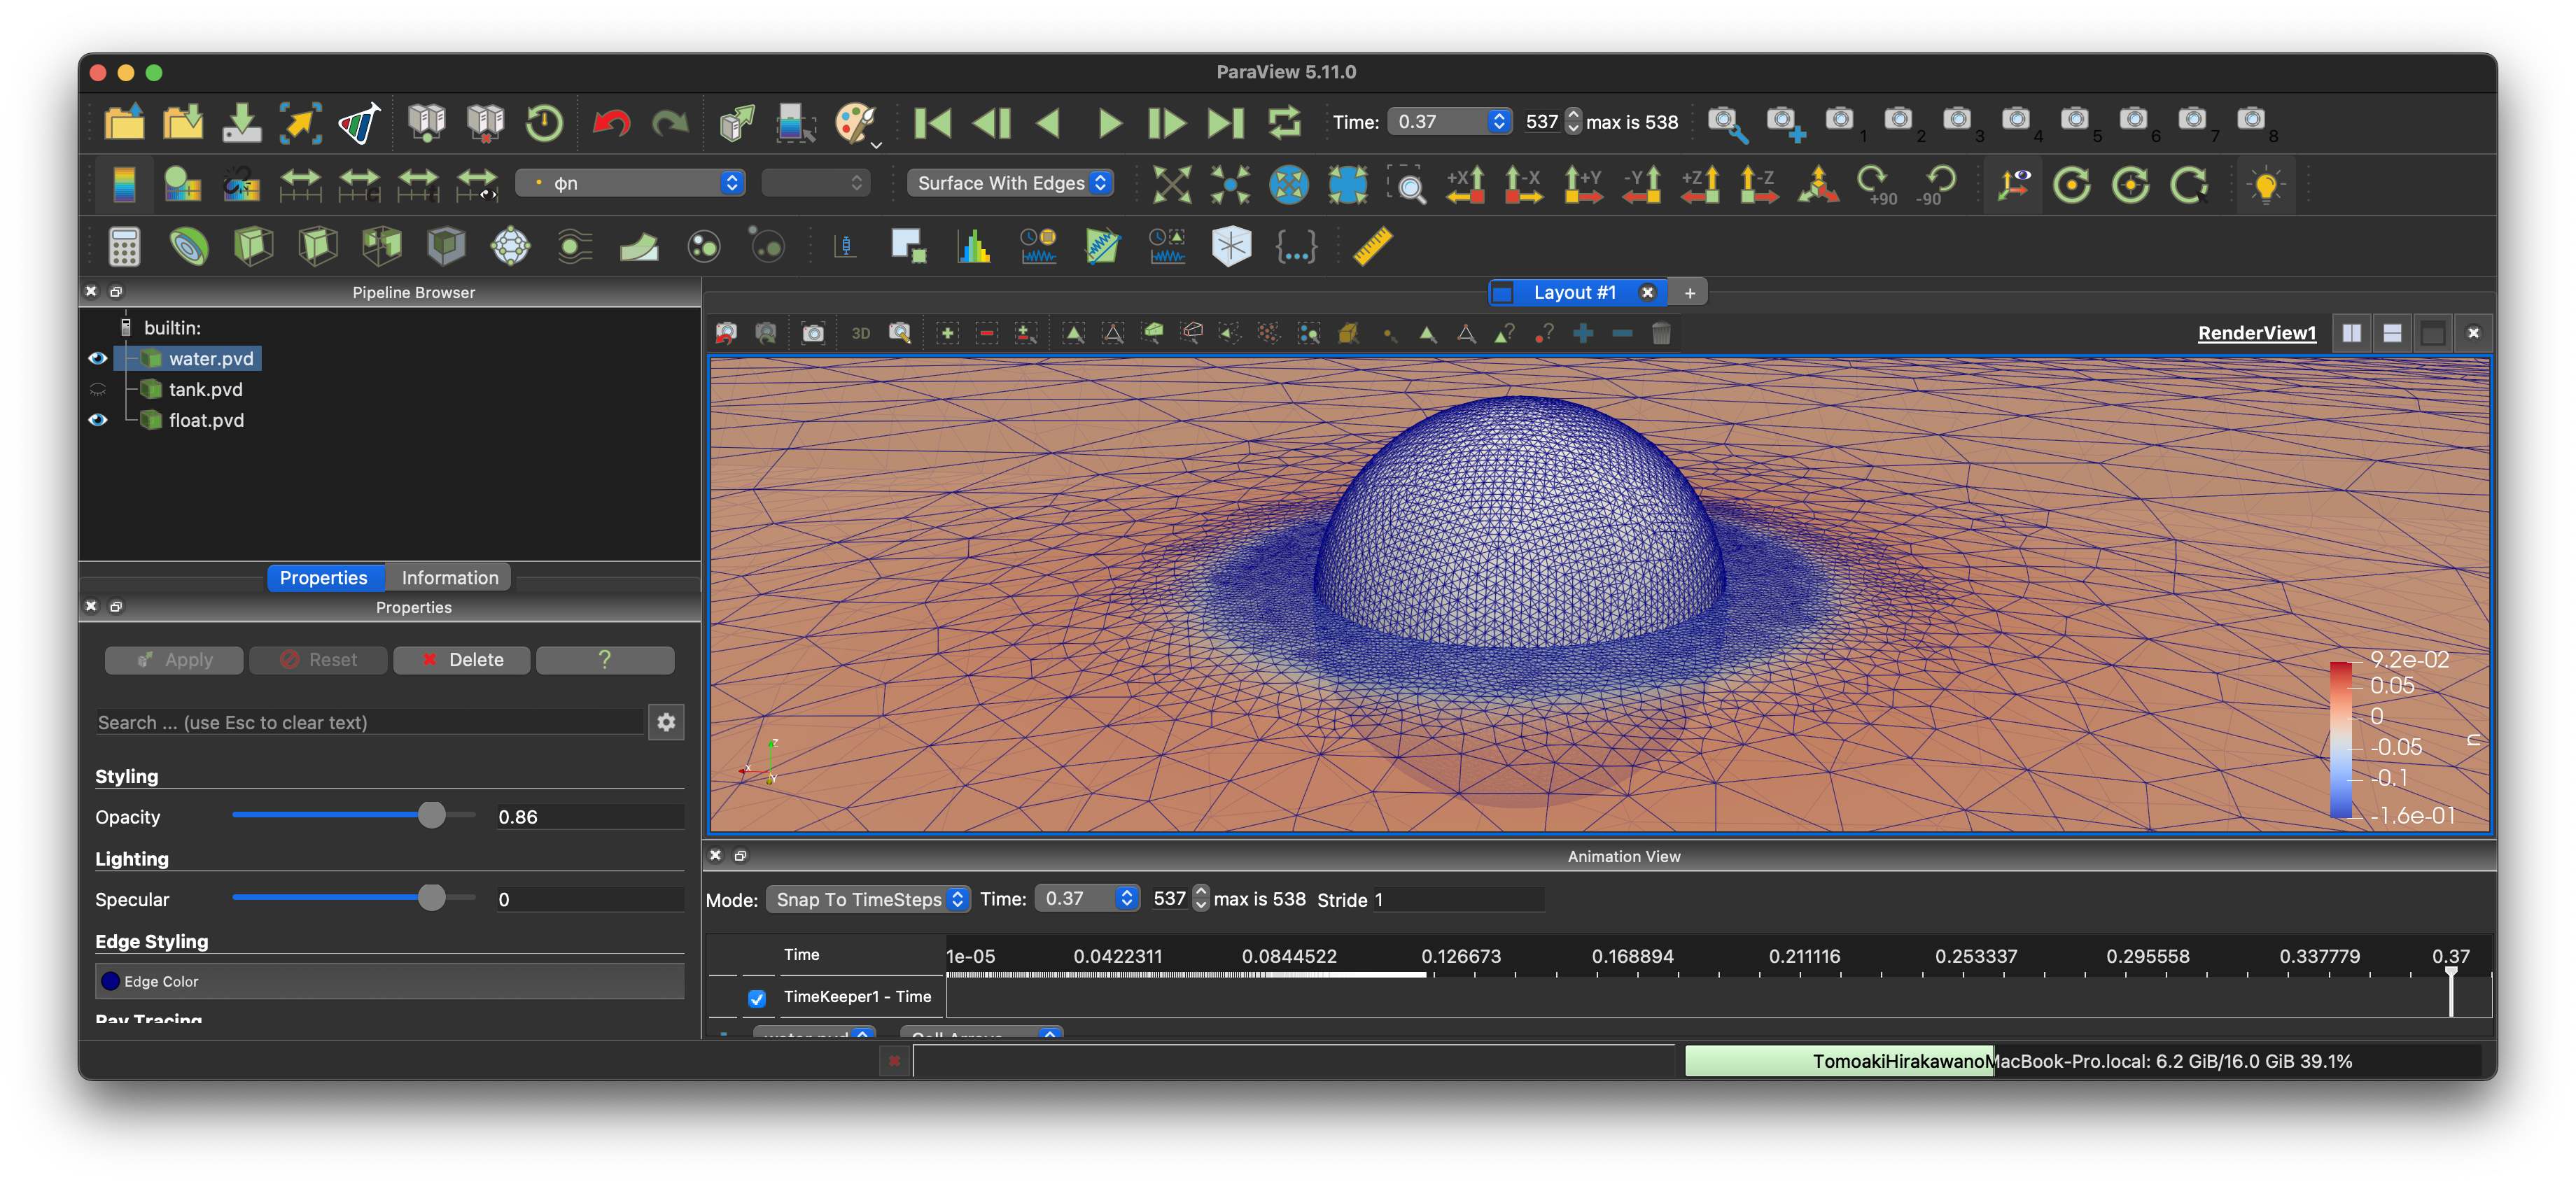 ParaView 5.11.0
Time: 0.37 537 max is 538
1 2 3 4 5 6 7 8
C T
ϕn
Surface With Edges
+X -X +Y -Y +Z -Z +90 -90
{...}
Pipeline Browser
Layout #1 +
builtin:
3D
RenderView1
water.pvd
tank.pvd
float.pvd
Properties Information
Properties
Apply Reset Delete ?
Search ... (use Esc to clear text)
Styling
Opacity 0.86
Lighting
Specular 0
Edge Styling
Edge Color
Ray Tracing
9.2e-02
0.05
0
-0.05
-0.1
-1.6e-01
n
Z
X
Y
Animation View
Mode: Snap To TimeSteps Time: 0.37 537 max is 538 Stride 1
Time 1e-05 0.0422311 0.0844522 0.126673 0.168894 0.211116 0.253337 0.295558 0.337779 0.37
TimeKeeper1 - Time
water.pvd Cell Arrays
TomoakiHirakawanoMacBook-Pro.local: 6.2 GiB/16.0 GiB 39.1%